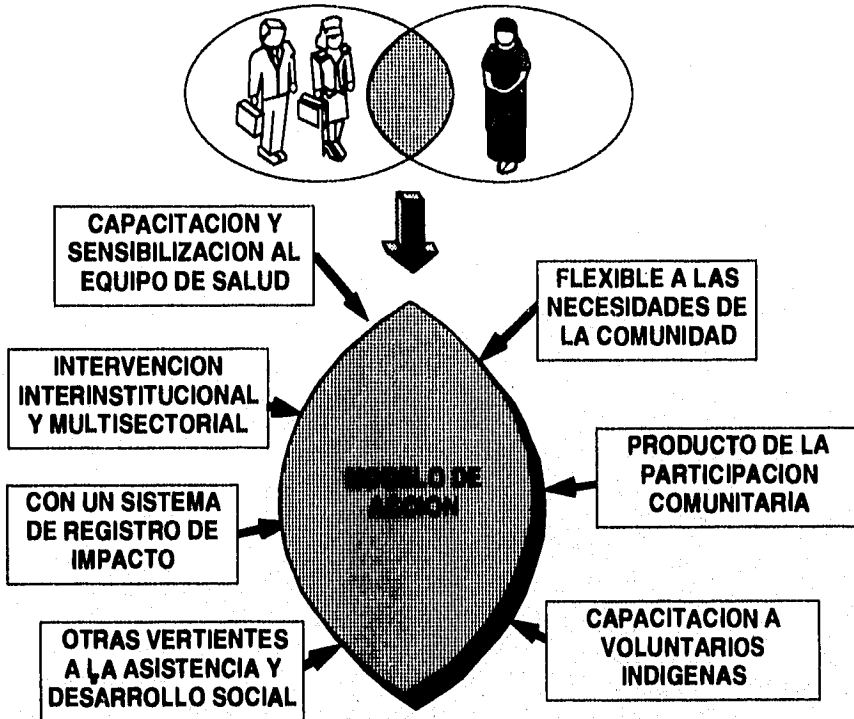 CAPACITACION Y
SENSIBILIZACION AL
EQUIPO DE SALUD
FLEXIBLE A LAS
NECESIDADES DE
LA COMUNIDAD
INTERVENCION
INTERINSTITUCIONAL
Y MULTISECTORIAL
MODELO DE
ACCION
PRODUCTO DE LA
PARTICIPACION
COMUNITARIA
CON UN SISTEMA
DE REGISTRO DE
IMPACTO
OTRAS VERTIENTES
A LA ASISTENCIA Y
DESARROLLO SOCIAL
CAPACITACION A
VOLUNTARIOS
INDIGENAS